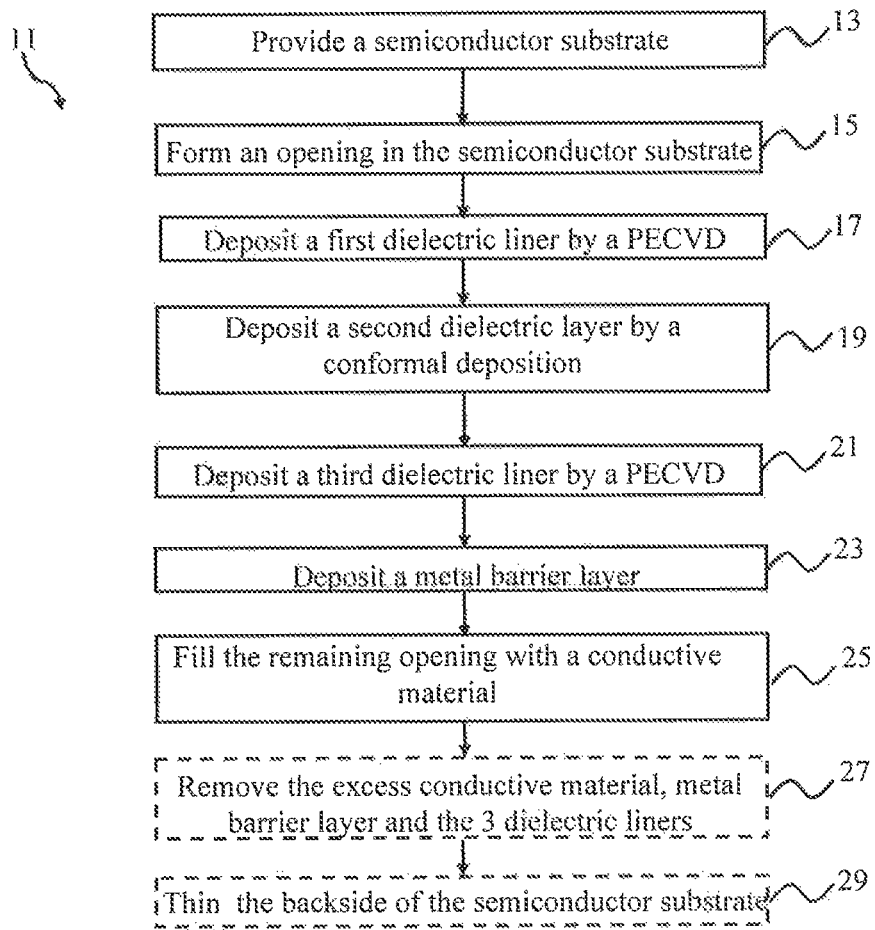 11
Provide a semiconductor substrate
13
Form an opening in the semiconductor substrate
15
Deposit a first dielectric liner by a PECVD
17
Deposit a second dielectric layer by a
conformal deposition
19
Deposit a third dielectric liner by a PECVD
21
Deposit a metal barrier layer
23
Fill the remaining opening with a conductive
material
25
Remove the excess conductive material, metal
barrier layer and the 3 dielectric liners
27
Thin the backside of the semiconductor substrate
29